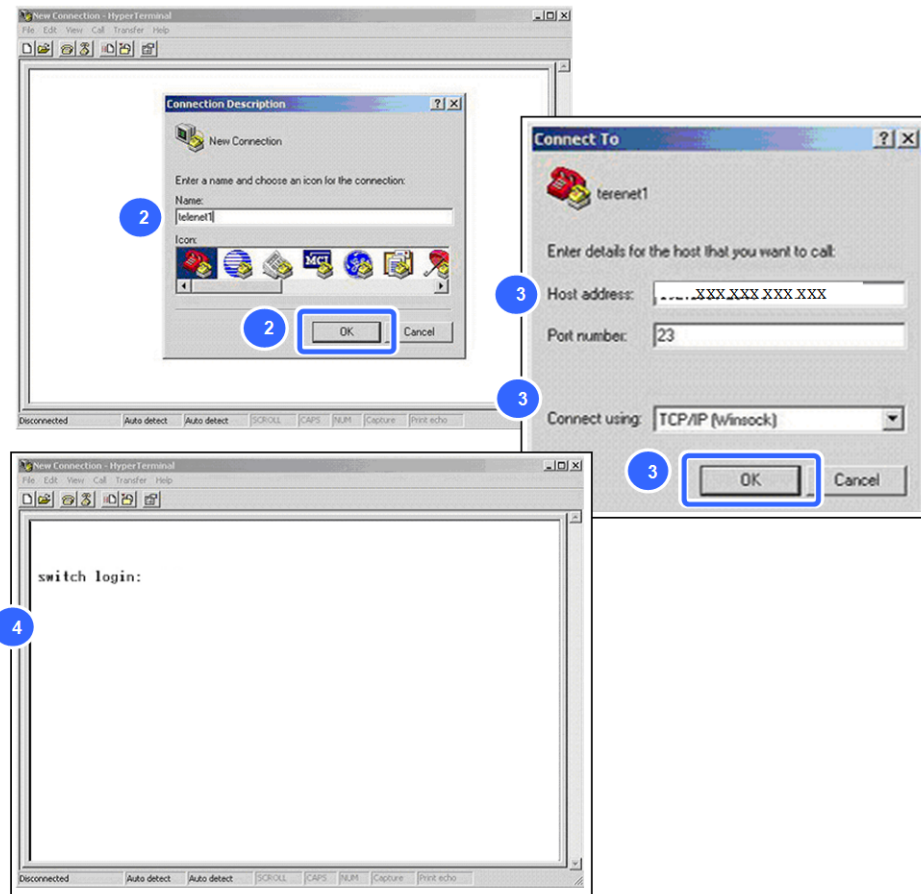 New Connection - HyperTerminal
File Edit View Call Transfer Help
Connection Description
New Connection
Enter a name and choose an icon for the connection:
2
Name:
telenet1
Icon:
MCI
2
OK Cancel
Disconnected Auto detect Auto detect SCROLL CAPS NUM Capture Print echo
Connect To
terenet1
Enter details for the host that you want to call:
3
Host address: XXX.XXX.XXX.XXX
Port number: 23
3
Connect using: TCP/IP (Winsock)
3
OK Cancel
New Connection - HyperTerminal
File Edit View Call Transfer Help
switch login:
4
Disconnected Auto detect Auto detect SCROLL CAPS NUM Capture Print echo